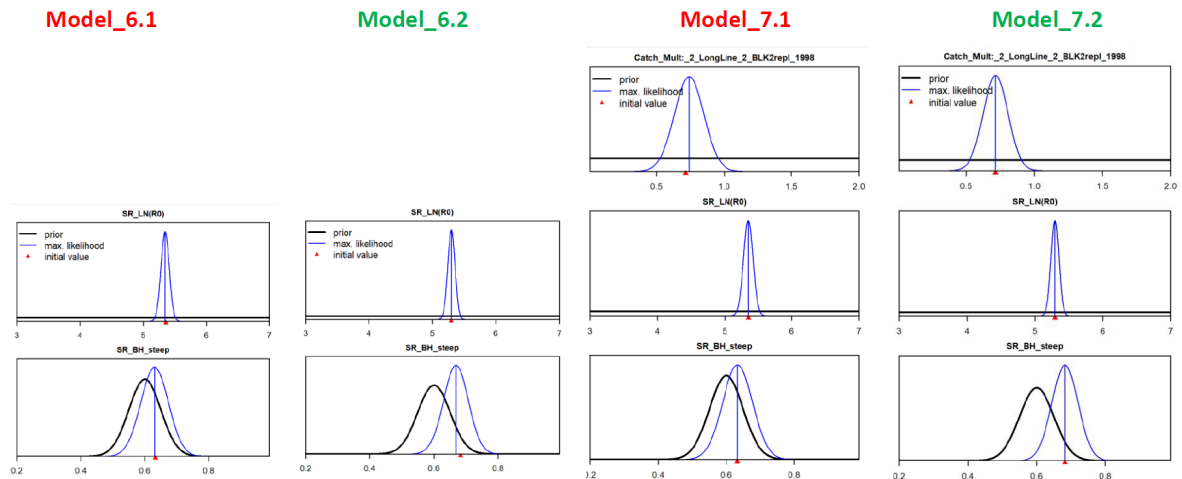 Model_6.1
Model_6.2
Model_7.1
Model_7.2
Catch_Mult:_2_LongLine_2_BLK2repl_1998
prior
max. likelihood
initial value
0.5 1.0 1.5 2.0
Catch_Mult:_2_LongLine_2_BLK2repl_1998
prior
max. likelihood
initial value
0.5 1.0 1.5 2.0
SR_LN(R0)
prior
max. likelihood
initial value
3 4 5 6 7
SR_LN(R0)
prior
max. likelihood
initial value
3 4 5 6 7
SR_LN(R0)
3 4 5 6 7
SR_LN(R0)
3 4 5 6 7
SR_BH_steep
0.2 0.4 0.6 0.8
SR_BH_steep
0.2 0.4 0.6 0.8
SR_BH_steep
0.2 0.4 0.6 0.8
SR_BH_steep
0.2 0.4 0.6 0.8